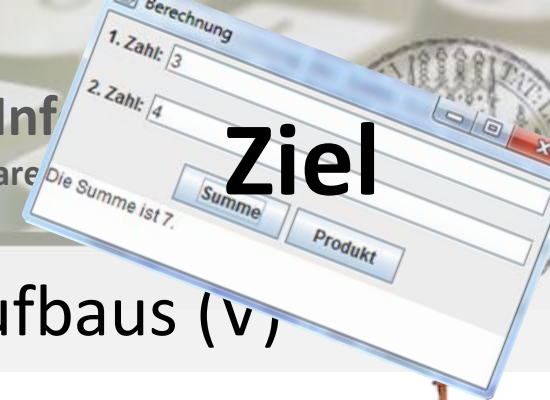 Berechnung
1. Zahl: 3
2. Zahl: 4
Ziel
Summe
Produkt
Die Summe ist 7.
Inf
are
ufbaus (V)